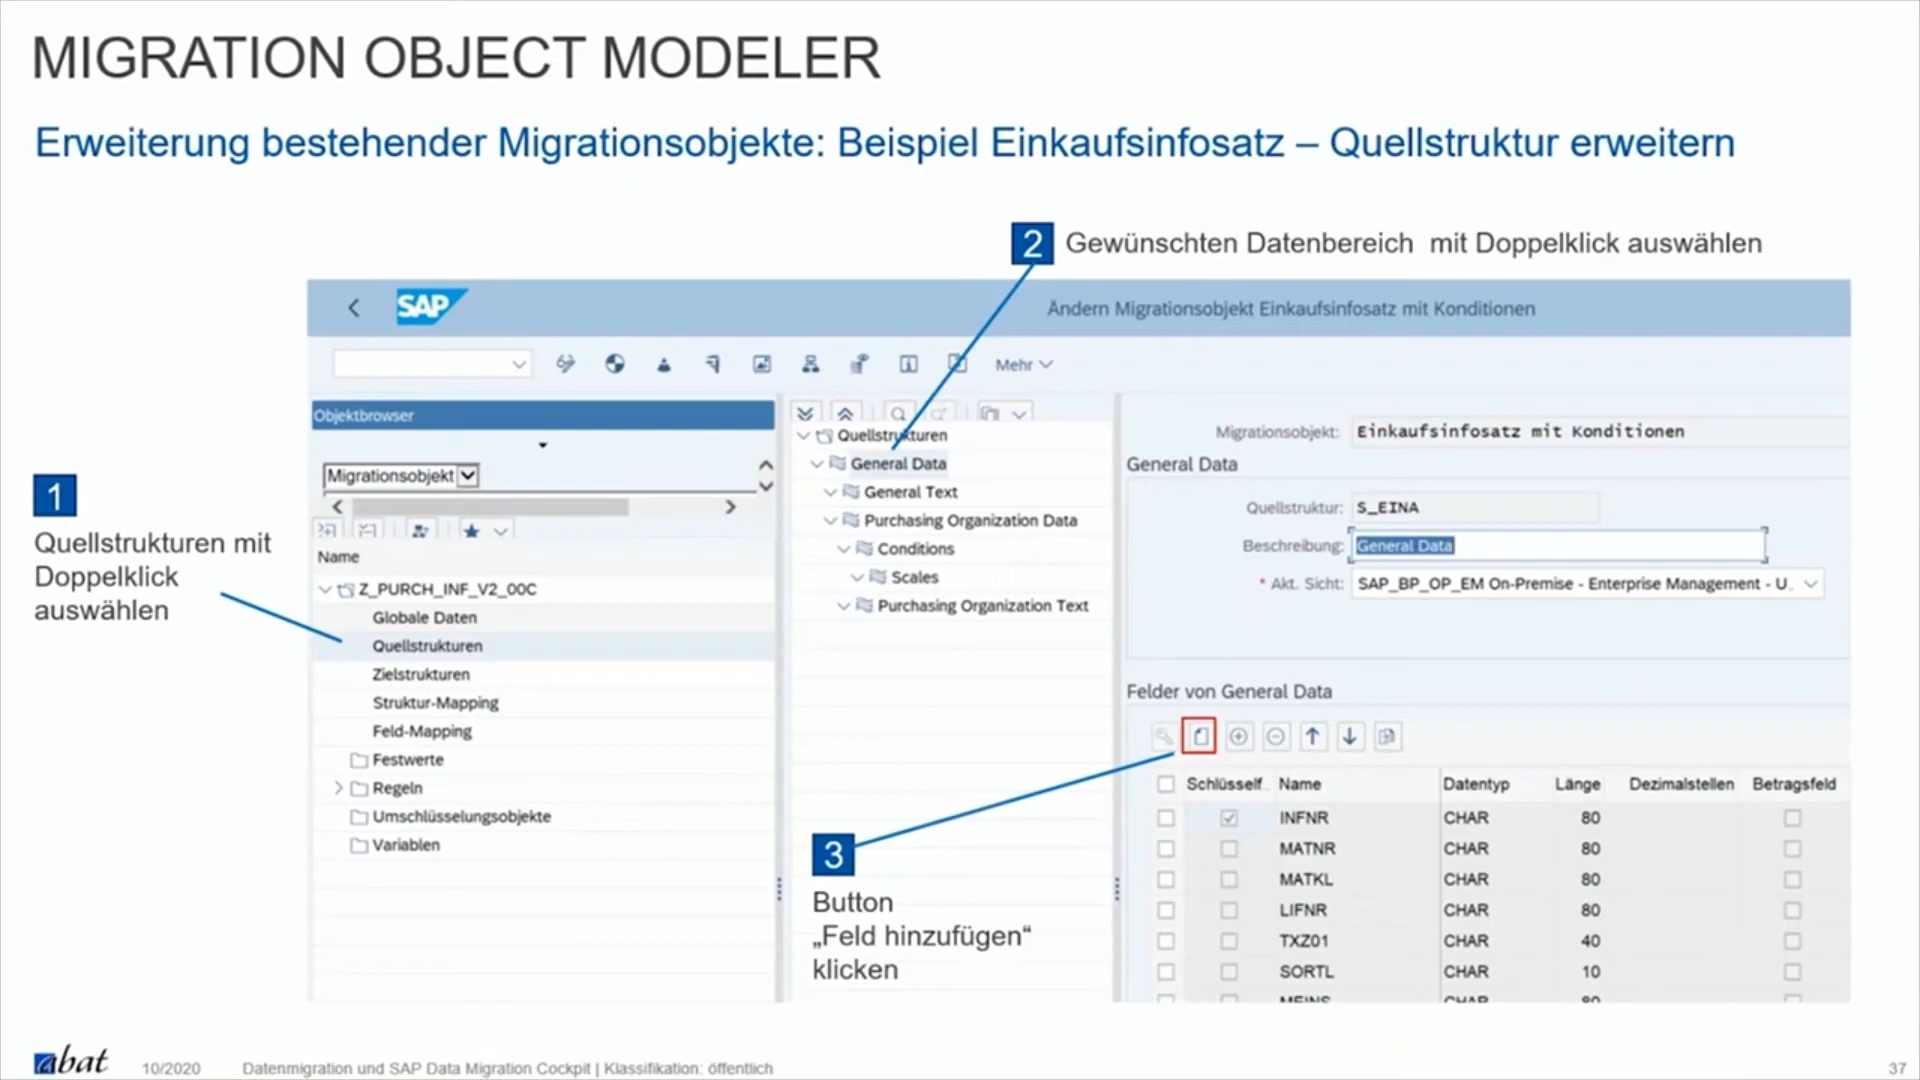 MIGRATION OBJECT MODELER
Erweiterung bestehender Migrationsobjekte: Beispiel Einkaufsinfosatz – Quellstruktur erweitern
2 Gewünschten Datenbereich mit Doppelklick auswählen
SAP
Ändern Migrationsobjekt Einkaufsinfosatz mit Konditionen
Mehr
1
Quellstrukturen mit
Doppelklick
auswählen
Objektbrowser
Migrationsobjekt
Name
Z_PURCH_INF_V2_00C
Globale Daten
Quellstrukturen
Zielstrukturen
Struktur-Mapping
Feld-Mapping
Festwerte
Regeln
Umschlüsselungsobjekte
Variablen
Quellstrukturen
General Data
General Text
Purchasing Organization Data
Conditions
Scales
Purchasing Organization Text
3
Button
„Feld hinzufügen“
klicken
Migrationsobjekt: Einkaufsinfosatz mit Konditionen
General Data
Quellstruktur: S_EINA
Beschreibung: General Data
* Akt. Sicht: SAP_BP_OP_EM On-Premise - Enterprise Management - U.
Felder von General Data
Schlüsself.. Name Datentyp Länge Dezimalstellen Betragsfeld
INFNR CHAR 80
MATNR CHAR 80
MATKL CHAR 80
LIFNR CHAR 80
TXZ01 CHAR 40
SORTL CHAR 10
MEINS CHAR 80
abat 10/2020 Datenmigration und SAP Data Migration Cockpit | Klassifikation: öffentlich 37